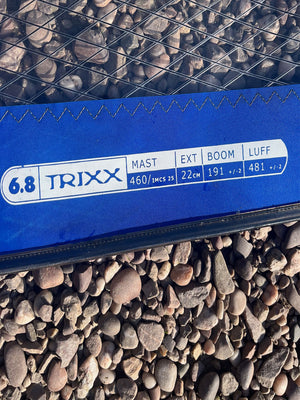 6.8 TRIXX
MAST EXT BOOM LUFF
460/IMCS 25 22CM 191 +/-2 481 +/-2